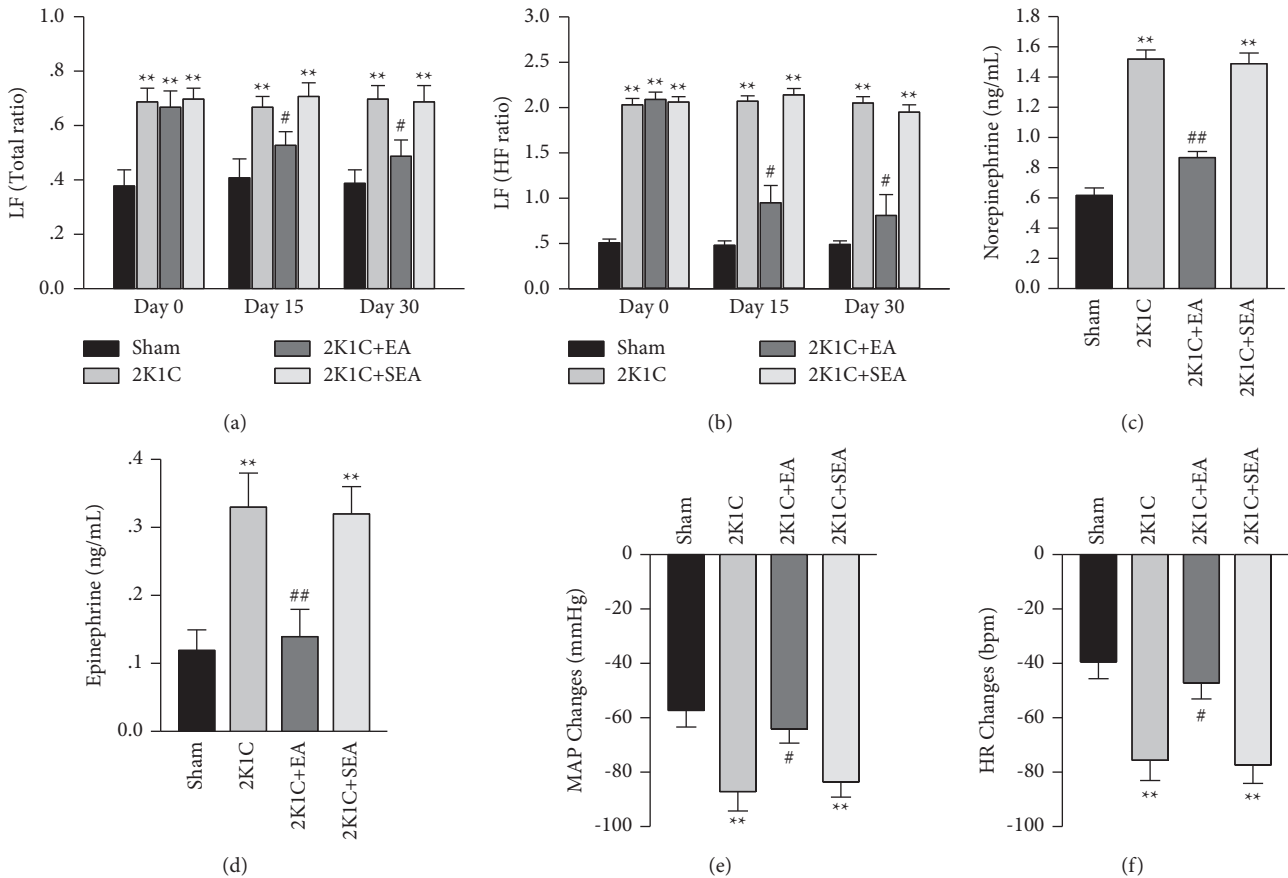 LF (Total ratio)
1.0
.8
.6
.4
.2
0.0
** ** **
** # **
** # **
Day 0 Day 15 Day 30
Sham 2K1C+EA
2K1C 2K1C+SEA
(a)
LF (HF ratio)
3.0
2.5
2.0
1.5
1.0
.5
0.0
** ** **
** # **
** # **
Day 0 Day 15 Day 30
Sham 2K1C+EA
2K1C 2K1C+SEA
(b)
Norepinephrine (ng/mL)
1.8
1.6
1.4
1.2
1.0
.8
.6
.4
.2
0.0
** ## **
Sham
2K1C
2K1C+EA
2K1C+SEA
(c)
Epinephrine (ng/mL)
.4
.3
.2
0.1
0.0
** ## **
Sham
2K1C
2K1C+EA
2K1C+SEA
(d)
MAP Changes (mmHg)
Sham
2K1C
2K1C+EA
2K1C+SEA
0
-20
-40
-60
-80
-100
** # **
(e)
HR Changes (bpm)
Sham
2K1C
2K1C+EA
2K1C+SEA
0
-20
-40
-60
-80
-100
** # **
(f)